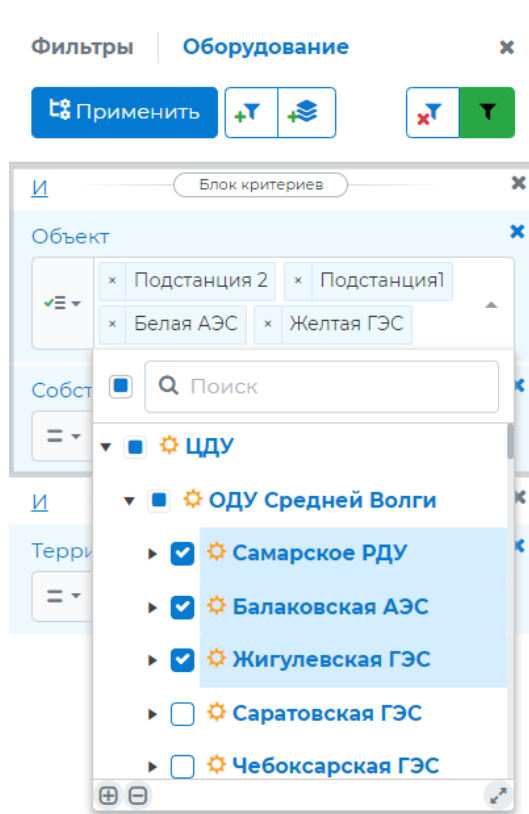 Фильтры Оборудование
Применить
И Блок критериев
Объект
Подстанция 2 Подстанция1
Белая АЭС Желтая ГЭС
Собст
Поиск
ЦДУ
И ОДУ Средней Волги
Терри Самарское РДУ
Балаковская АЭС
Жигулевская ГЭС
Саратовская ГЭС
Чебоксарская ГЭС